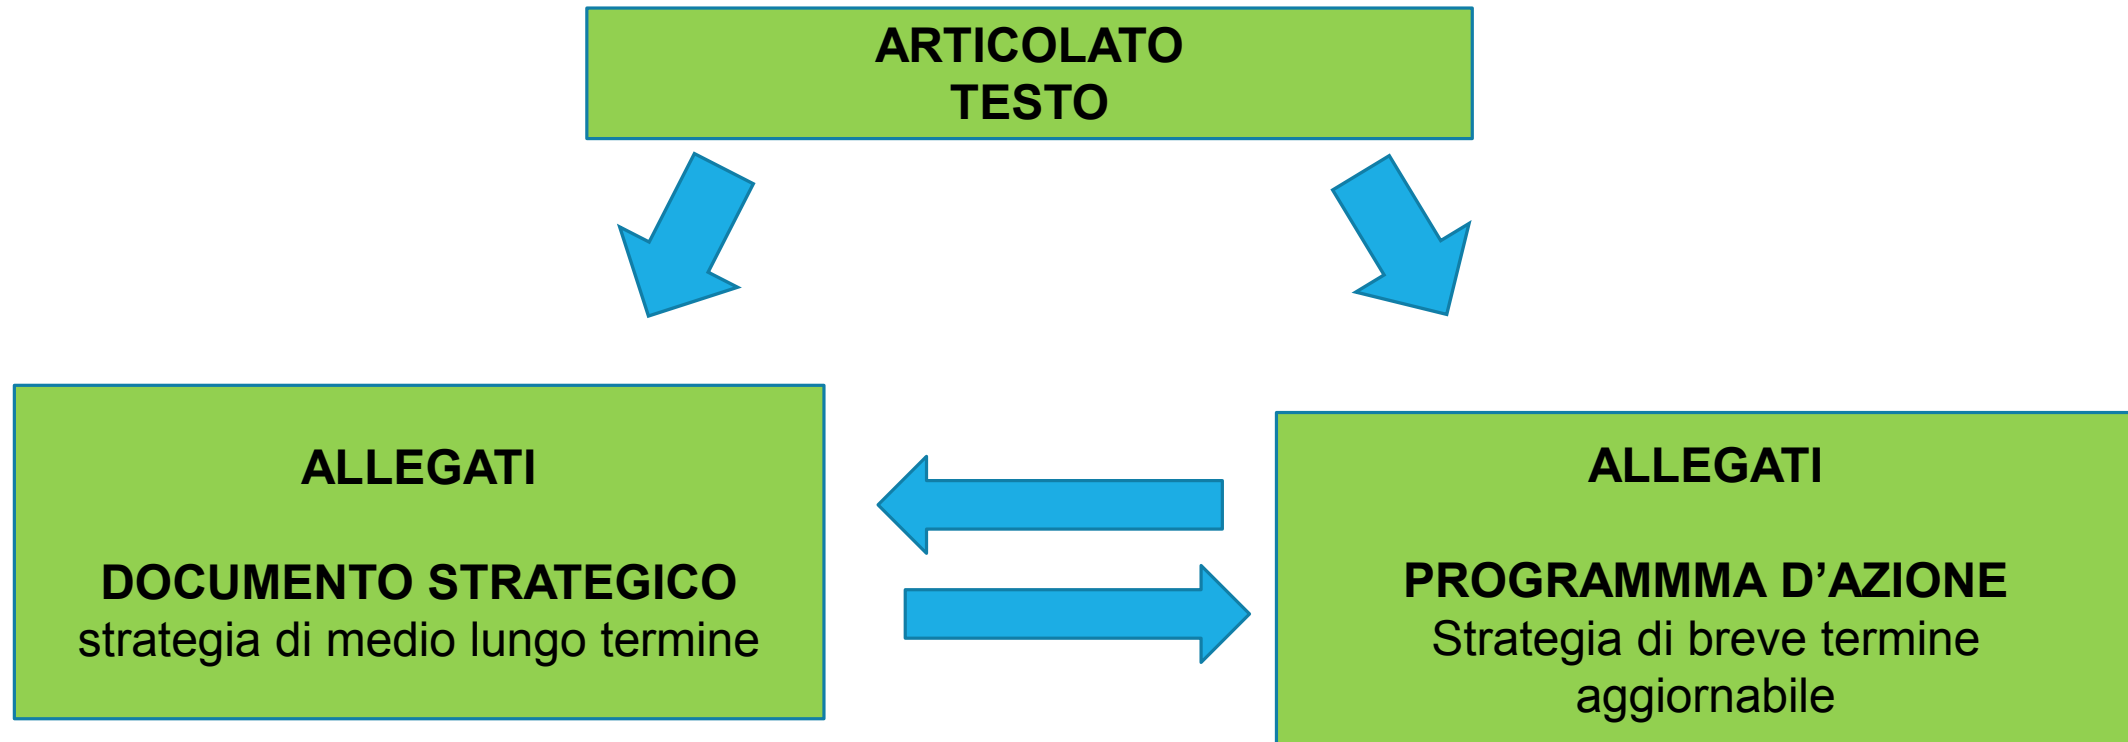 ARTICOLATO
TESTO
ALLEGATI
DOCUMENTO STRATEGICO
strategia di medio lungo termine
ALLEGATI
PROGRAMMMA D’AZIONE
Strategia di breve termine
aggiornabile